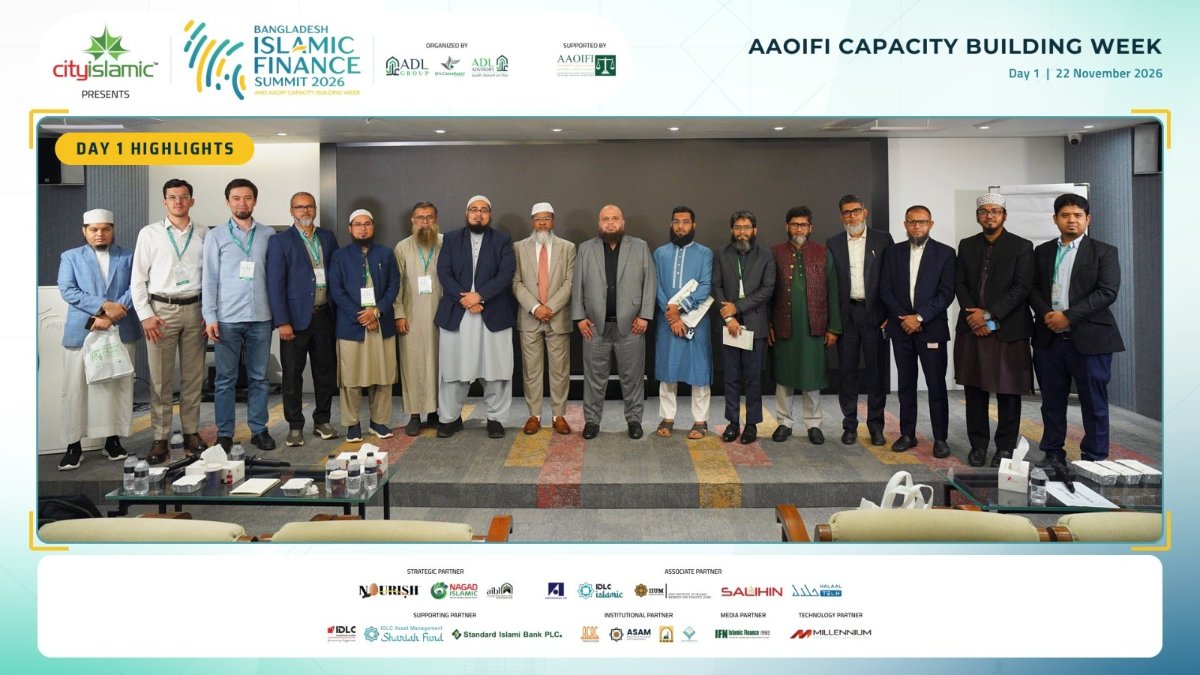 cityislamic™
PRESENTS
BANGLADESH
ISLAMIC
FINANCE
SUMMIT 2026
AND AAOIFI CAPACITY BUILDING WEEK
ORGANIZED BY
ADL
GROUP
ADL
ADVISORY
SUPPORTED BY
AAOIFI
AAOIFI CAPACITY BUILDING WEEK
Day 1 | 22 November 2026
DAY 1 HIGHLIGHTS
STRATEGIC PARTNER
NOURISH
NAGAD
ISLAMIC
ASSOCIATE PARTNER
IDLC
islamic
SALIHIN
HALAAL
TECH
SUPPORTING PARTNER
IDLC
IDLC Asset Management
Shariah Fund
Standard Islami Bank PLC.
INSTITUTIONAL PARTNER
ASAM
MEDIA PARTNER
IFN Islamic Finance news
TECHNOLOGY PARTNER
MILLENNIUM